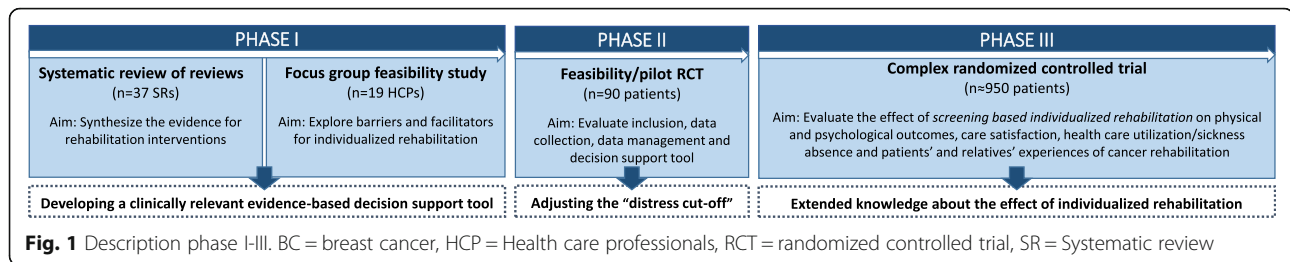 PHASE I
Systematic review of reviews
(n=37 SRs)
Aim: Synthesize the evidence for
rehabilitation interventions
Focus group feasibility study
(n=19 HCPs)
Aim: Explore barriers and facilitators
for individualized rehabilitation
Developing a clinically relevant evidence-based decision support tool
PHASE II
Feasibility/pilot RCT
(n=90 patients)
Aim: Evaluate inclusion, data
collection, data management and
decision support tool
Adjusting the “distress cut-off”
PHASE III
Complex randomized controlled trial
(n≈950 patients)
Aim: Evaluate the effect of screening based individualized rehabilitation on physical
and psychological outcomes, care satisfaction, health care utilization/sickness
absence and patients’ and relatives’ experiences of cancer rehabilitation
Extended knowledge about the effect of individualized rehabilitation
Fig. 1 Description phase I-III. BC = breast cancer, HCP = Health care professionals, RCT = randomized controlled trial, SR = Systematic review